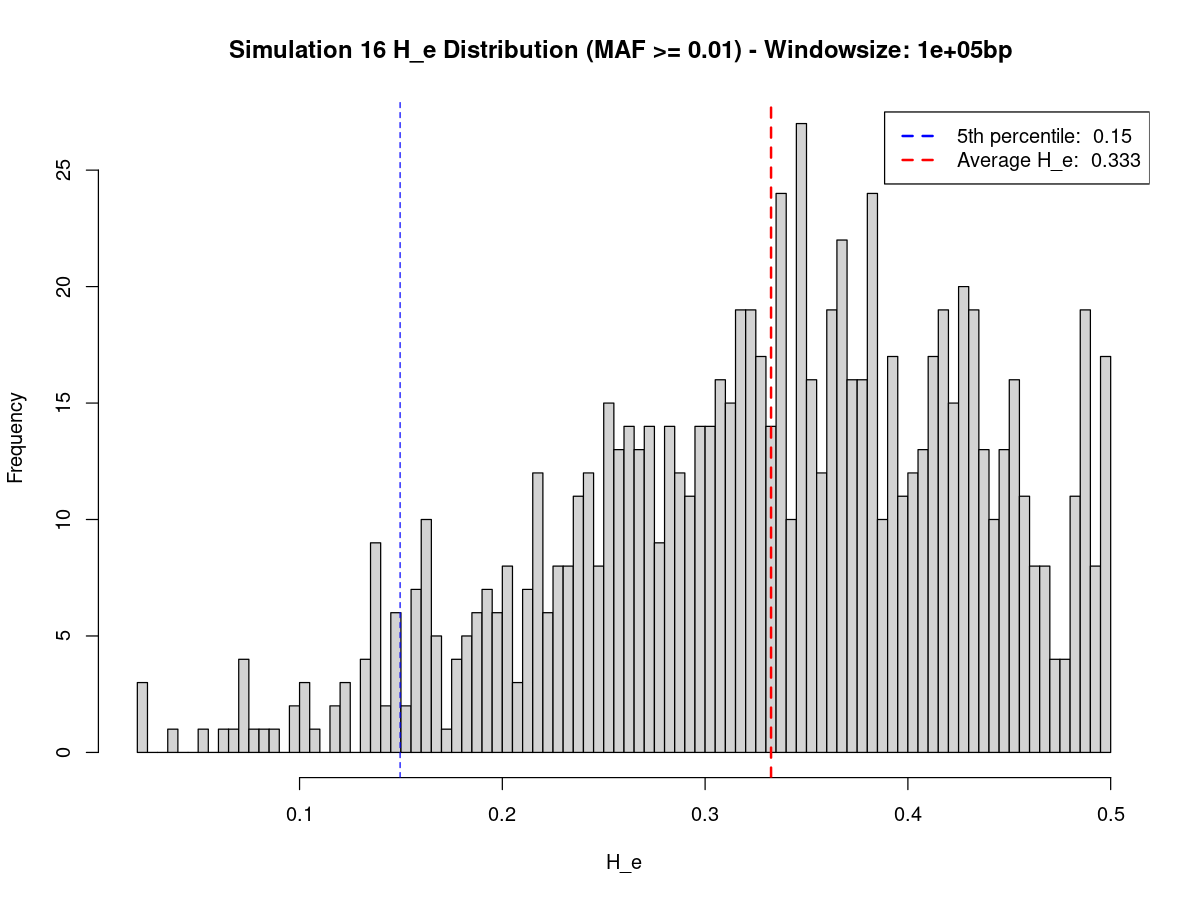 Simulation 16 H_e Distribution (MAF >= 0.01) - Windowsize: 1e+05bp
5th percentile:  0.15
Average H_e:  0.333
Frequency
25
20
15
10
5
0
0.1 0.2 0.3 0.4 0.5
H_e